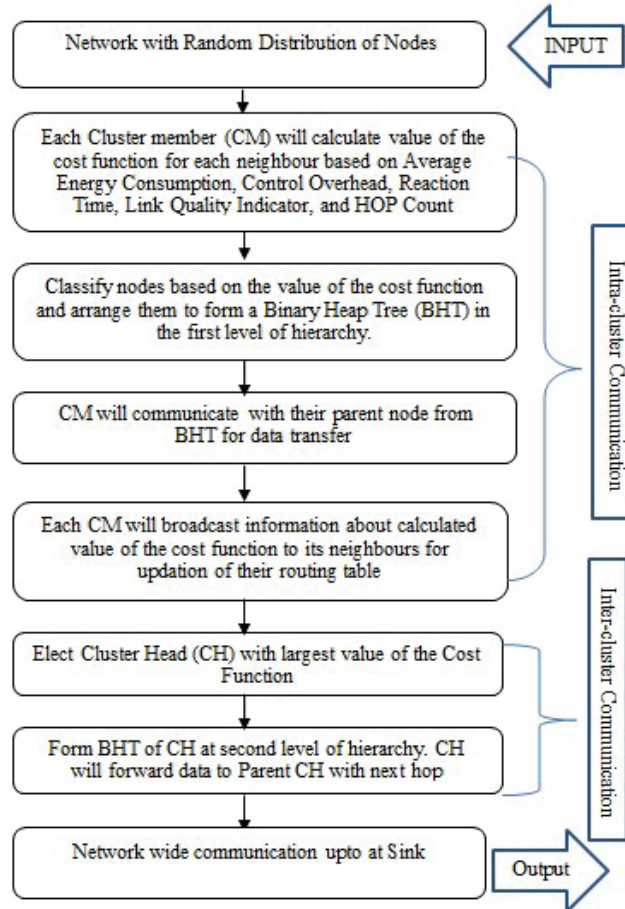 Network with Random Distribution of Nodes
INPUT
Each Cluster member (CM) will calculate value of the
cost function for each neighbour based on Average
Energy Consumption, Control Overhead, Reaction
Time, Link Quality Indicator, and HOP Count
Classify nodes based on the value of the cost function
and arrange them to form a Binary Heap Tree (BHT) in
the first level of hierarchy.
CM will communicate with their parent node from
BHT for data transfer
Each CM will broadcast information about calculated
value of the cost function to its neighbours for
updation of their routing table
Intra-cluster Communication
Elect Cluster Head (CH) with largest value of the Cost
Function
Form BHT of CH at second level of hierarchy. CH
will forward data to Parent CH with next hop
Inter-cluster Communication
Network wide communication upto at Sink
Output